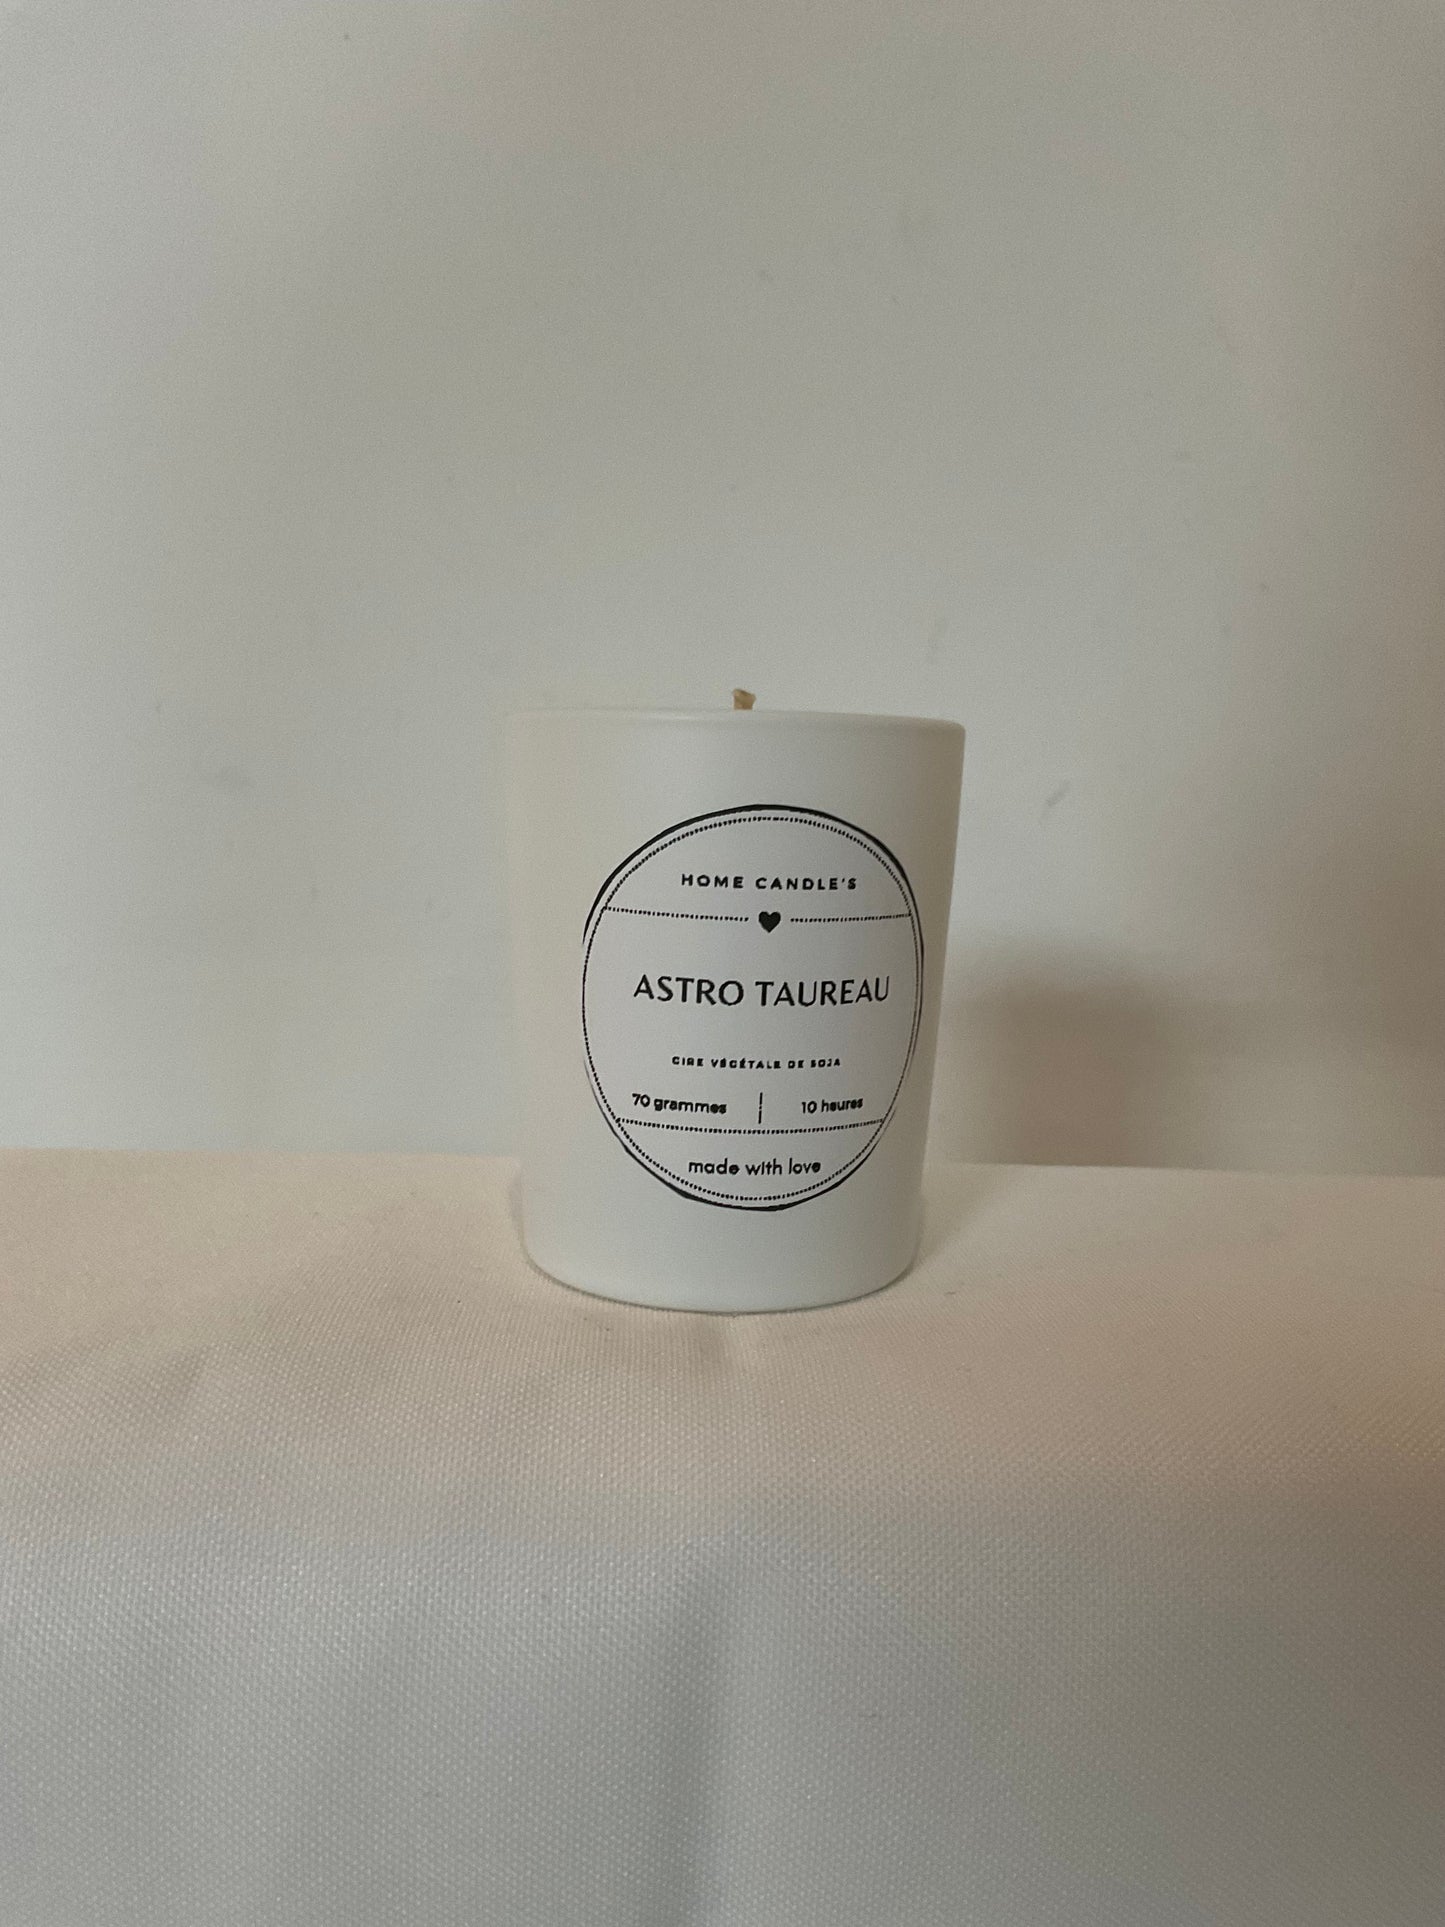 HOME CANDLE'S
ASTRO TAUREAU
CIRE VÉGÉTALE DE SOJA
70 grammes | 10 heures
made with love